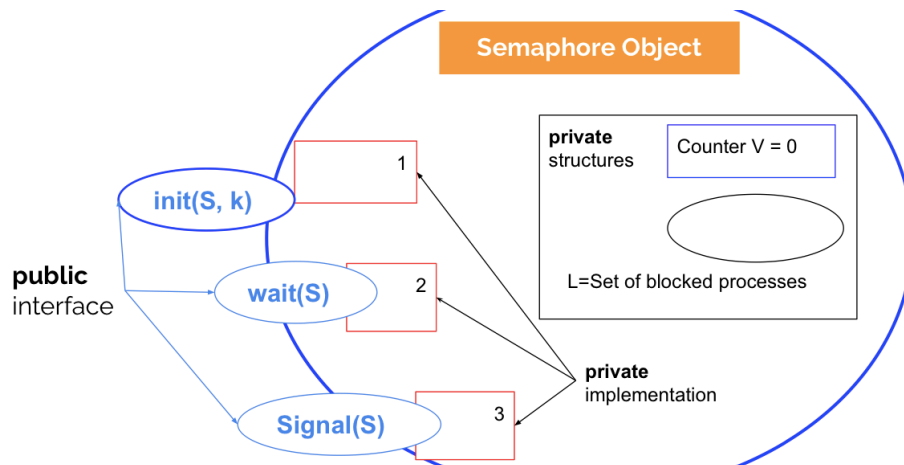 Semaphore Object
private
structures
Counter V = 0
1
init(S, k)
public
interface
2
wait(S)
L=Set of blocked processes
private
implementation
3
Signal(S)